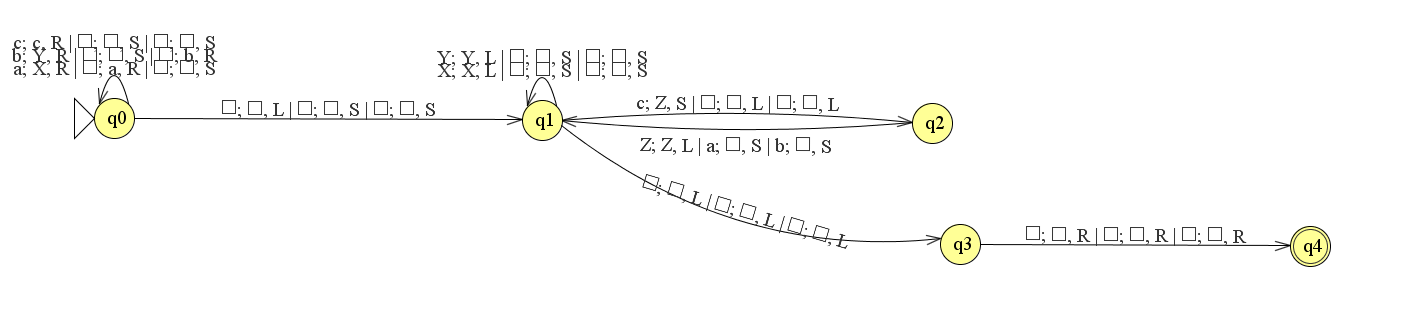 c; c, R | □; □, S | □; □, S
b; Y, R | □; □, S | □; b, R
a; X, R | □; a, R | □; □, S
Y; Y, L | □; □, S | □; □, S
X; X, L | □; □, S | □; □, S
q0
□; □, L | □; □, S | □; □, S
q1
c; Z, S | □; □, L | □; □, L
q2
Z; Z, L | a; □, S | b; □, S
□; □, L | □; □, L | □; □, L
q3
□; □, R | □; □, R | □; □, R
q4